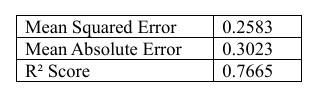 Mean Squared Error 0.2583
Mean Absolute Error 0.3023
R² Score 0.7665